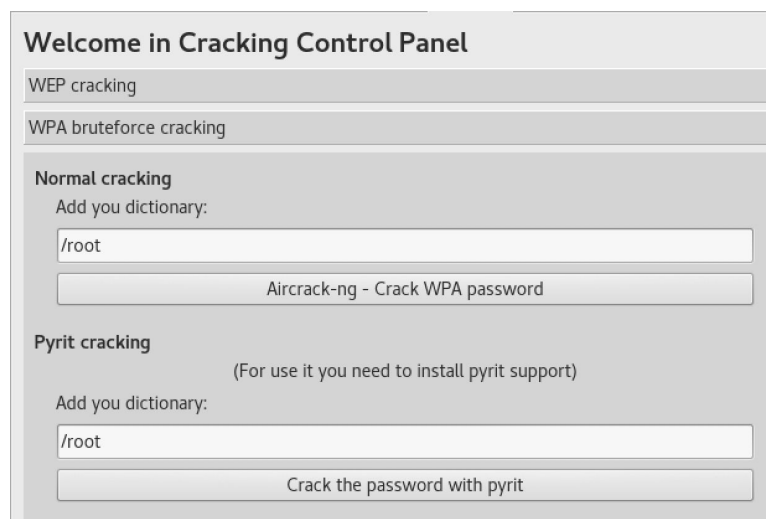 Welcome in Cracking Control Panel
WEP cracking
WPA bruteforce cracking
Normal cracking
Add you dictionary:
/root
Aircrack-ng - Crack WPA password
Pyrit cracking
(For use it you need to install pyrit support)
Add you dictionary:
/root
Crack the password with pyrit